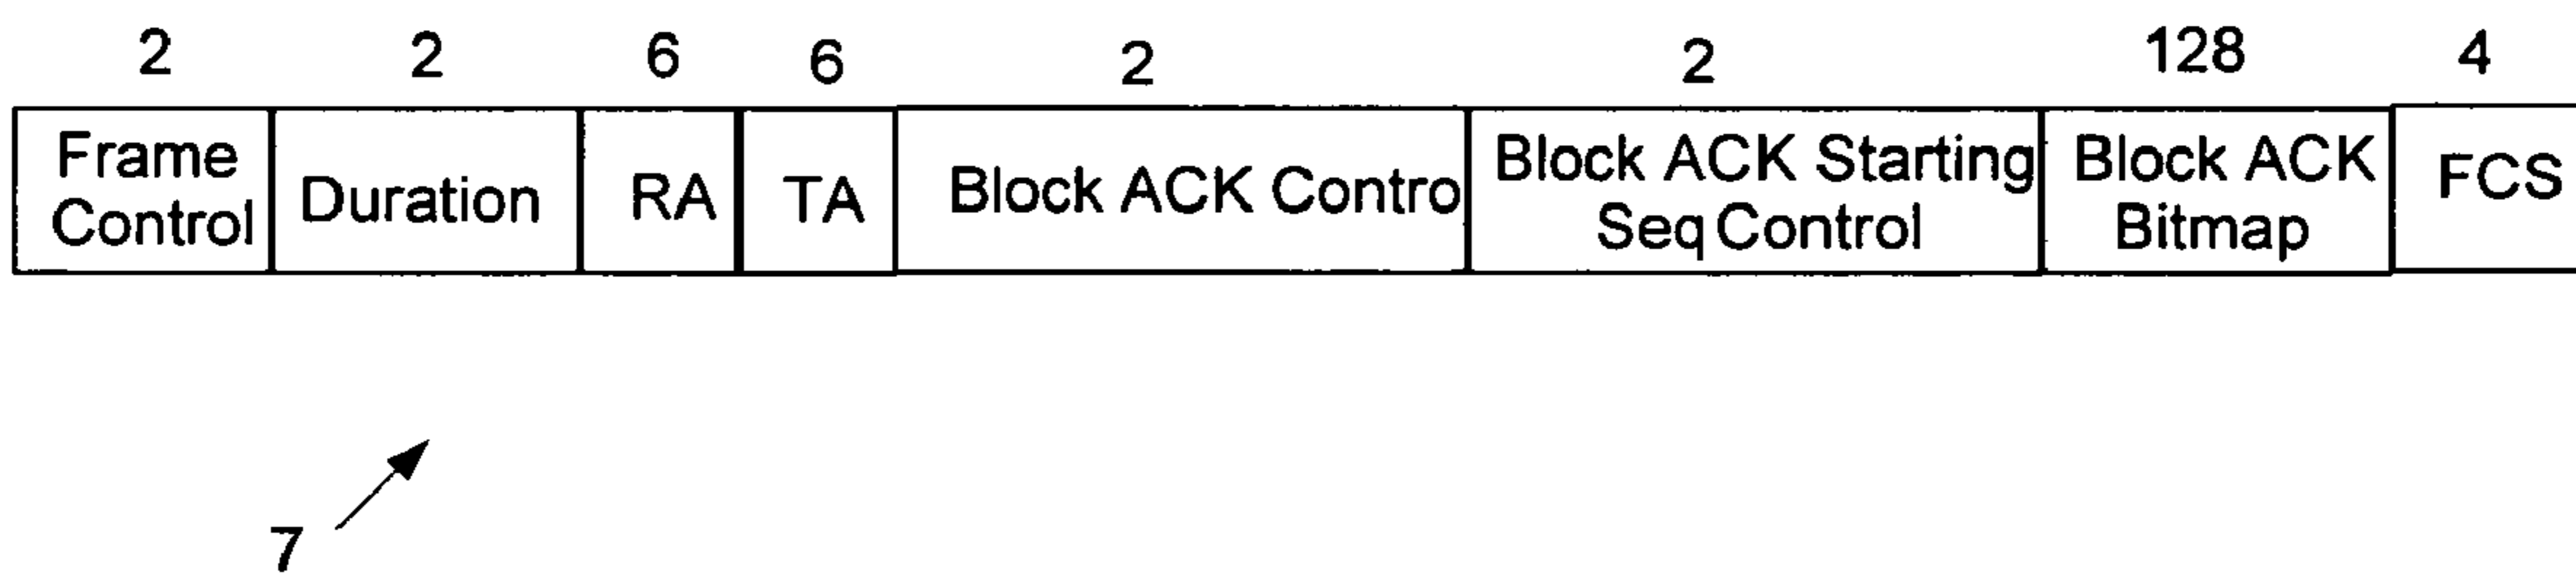 2 2 6 6 2 2 128 4
Frame Control Duration RA TA Block ACK Contro Block ACK Starting Seq Control Block ACK Bitmap FCS
7